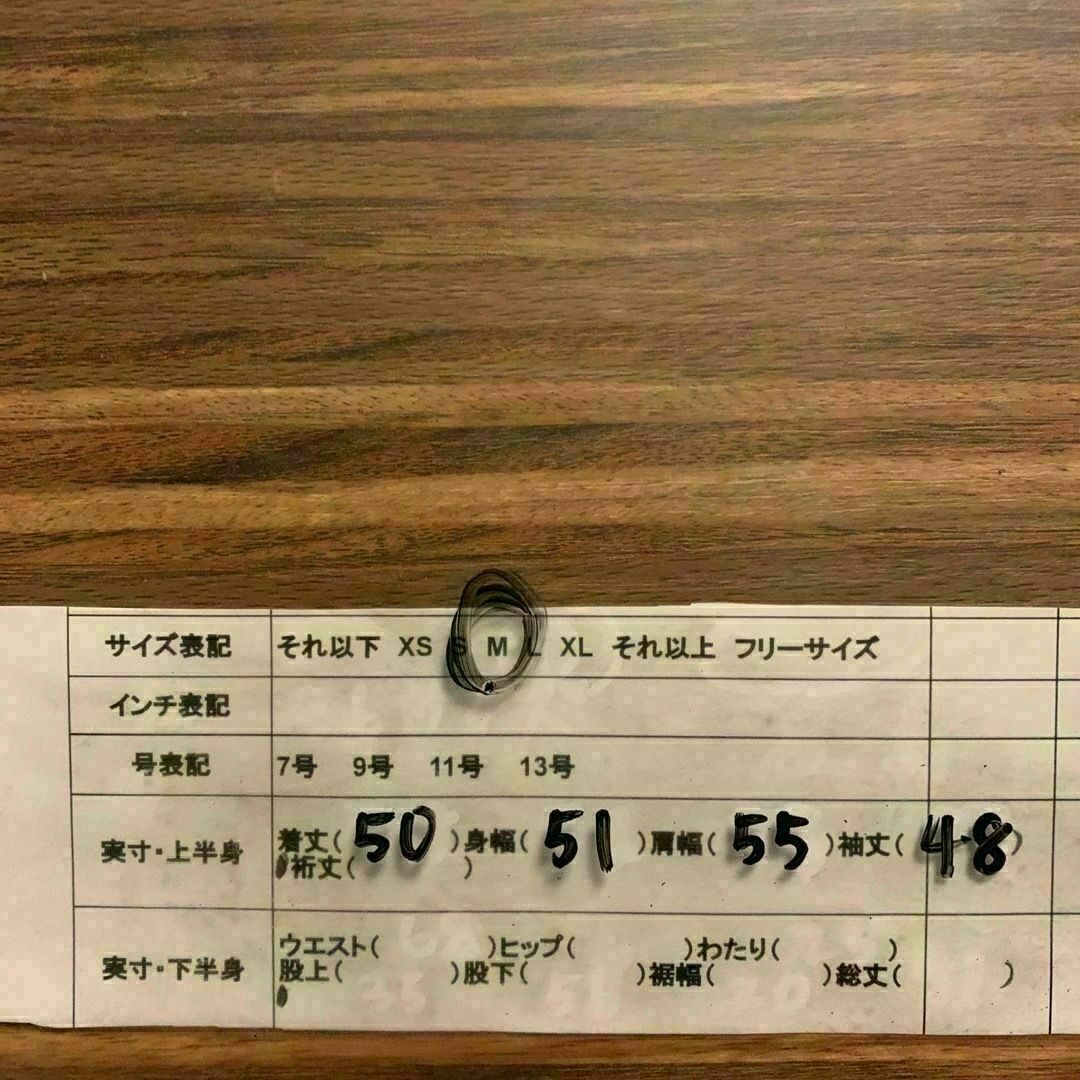 サイズ表記 それ以下 XS S M L XL それ以上 フリーサイズ
インチ表記
号表記 7号 9号 11号 13号
実寸・上半身 着丈( 50 )身幅( 51 )肩幅( 55 )袖丈( 48 )
裄丈( )
実寸・下半身 ウエスト( )ヒップ( )わたり( )
股上( )股下( )裾幅( )総丈( )